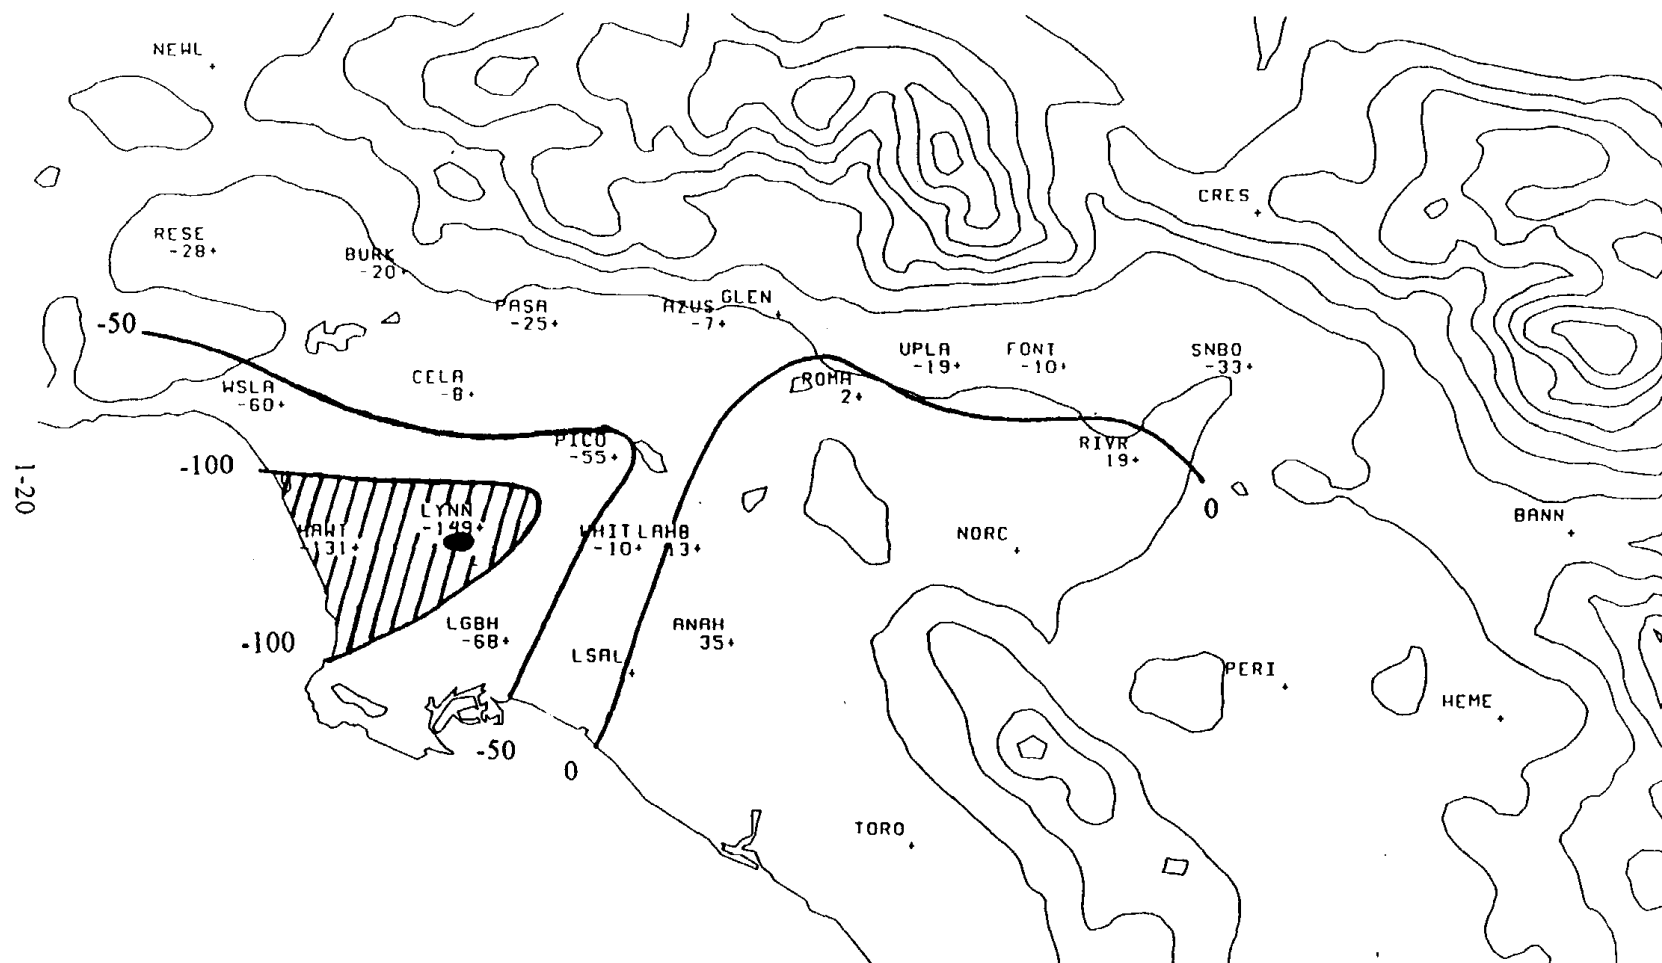 NEWL
CRES
RESE
-28+
BURK
-20+
PASA
-25+
AZUS
-7+
GLEN
-50
UPLA
-19+
FONT
-10+
SNBO
-33+
WSLA
-60+
CELA
-8+
ROMA
2+
PICO
-55+
RIVR
19+
-100
1-20
0
LYNN
-149+
HAWT
-131+
WHIT
-10+
LAHB
13+
NORC
BANN
-100
LGBH
-68+
ANAH
35+
LSAL
PERI
HEME
-50
0
TORO